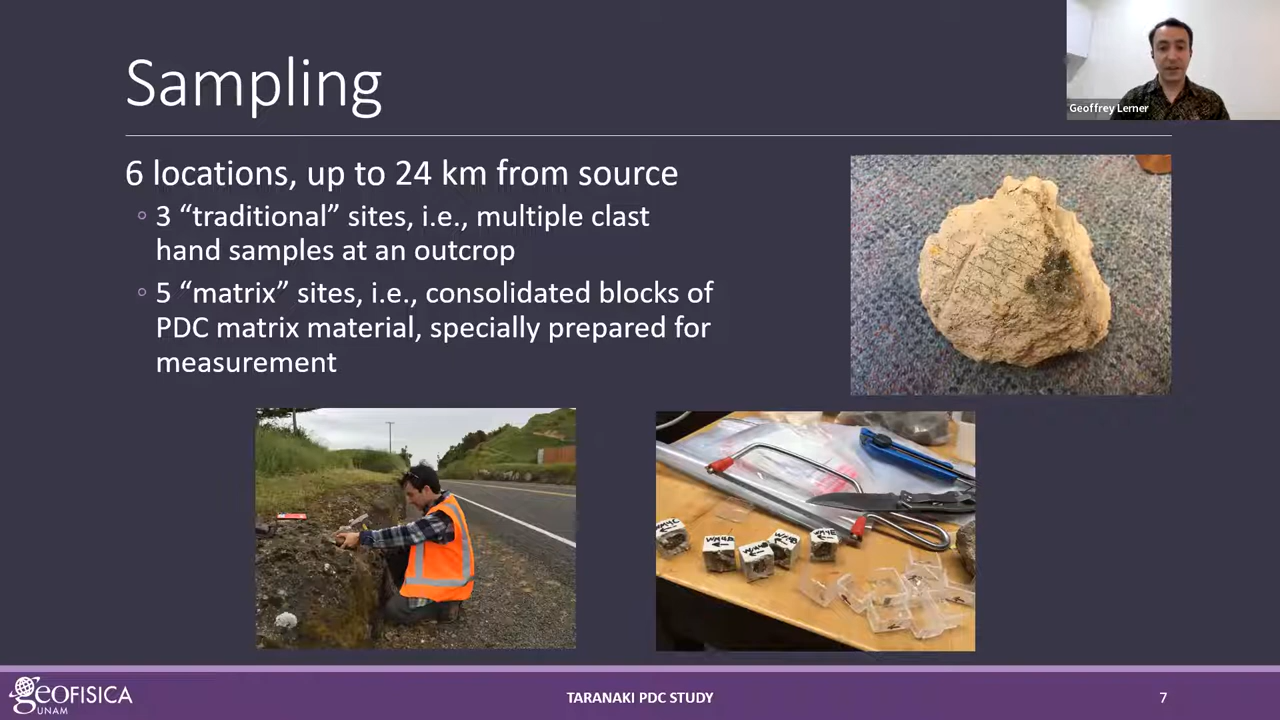 Sampling
Geoffrey Lerner
6 locations, up to 24 km from source
3 “traditional” sites, i.e., multiple clast
hand samples at an outcrop
5 “matrix” sites, i.e., consolidated blocks of
PDC matrix material, specially prepared for
measurement
GEOFISICA
UNAM
TARANAKI PDC STUDY
7